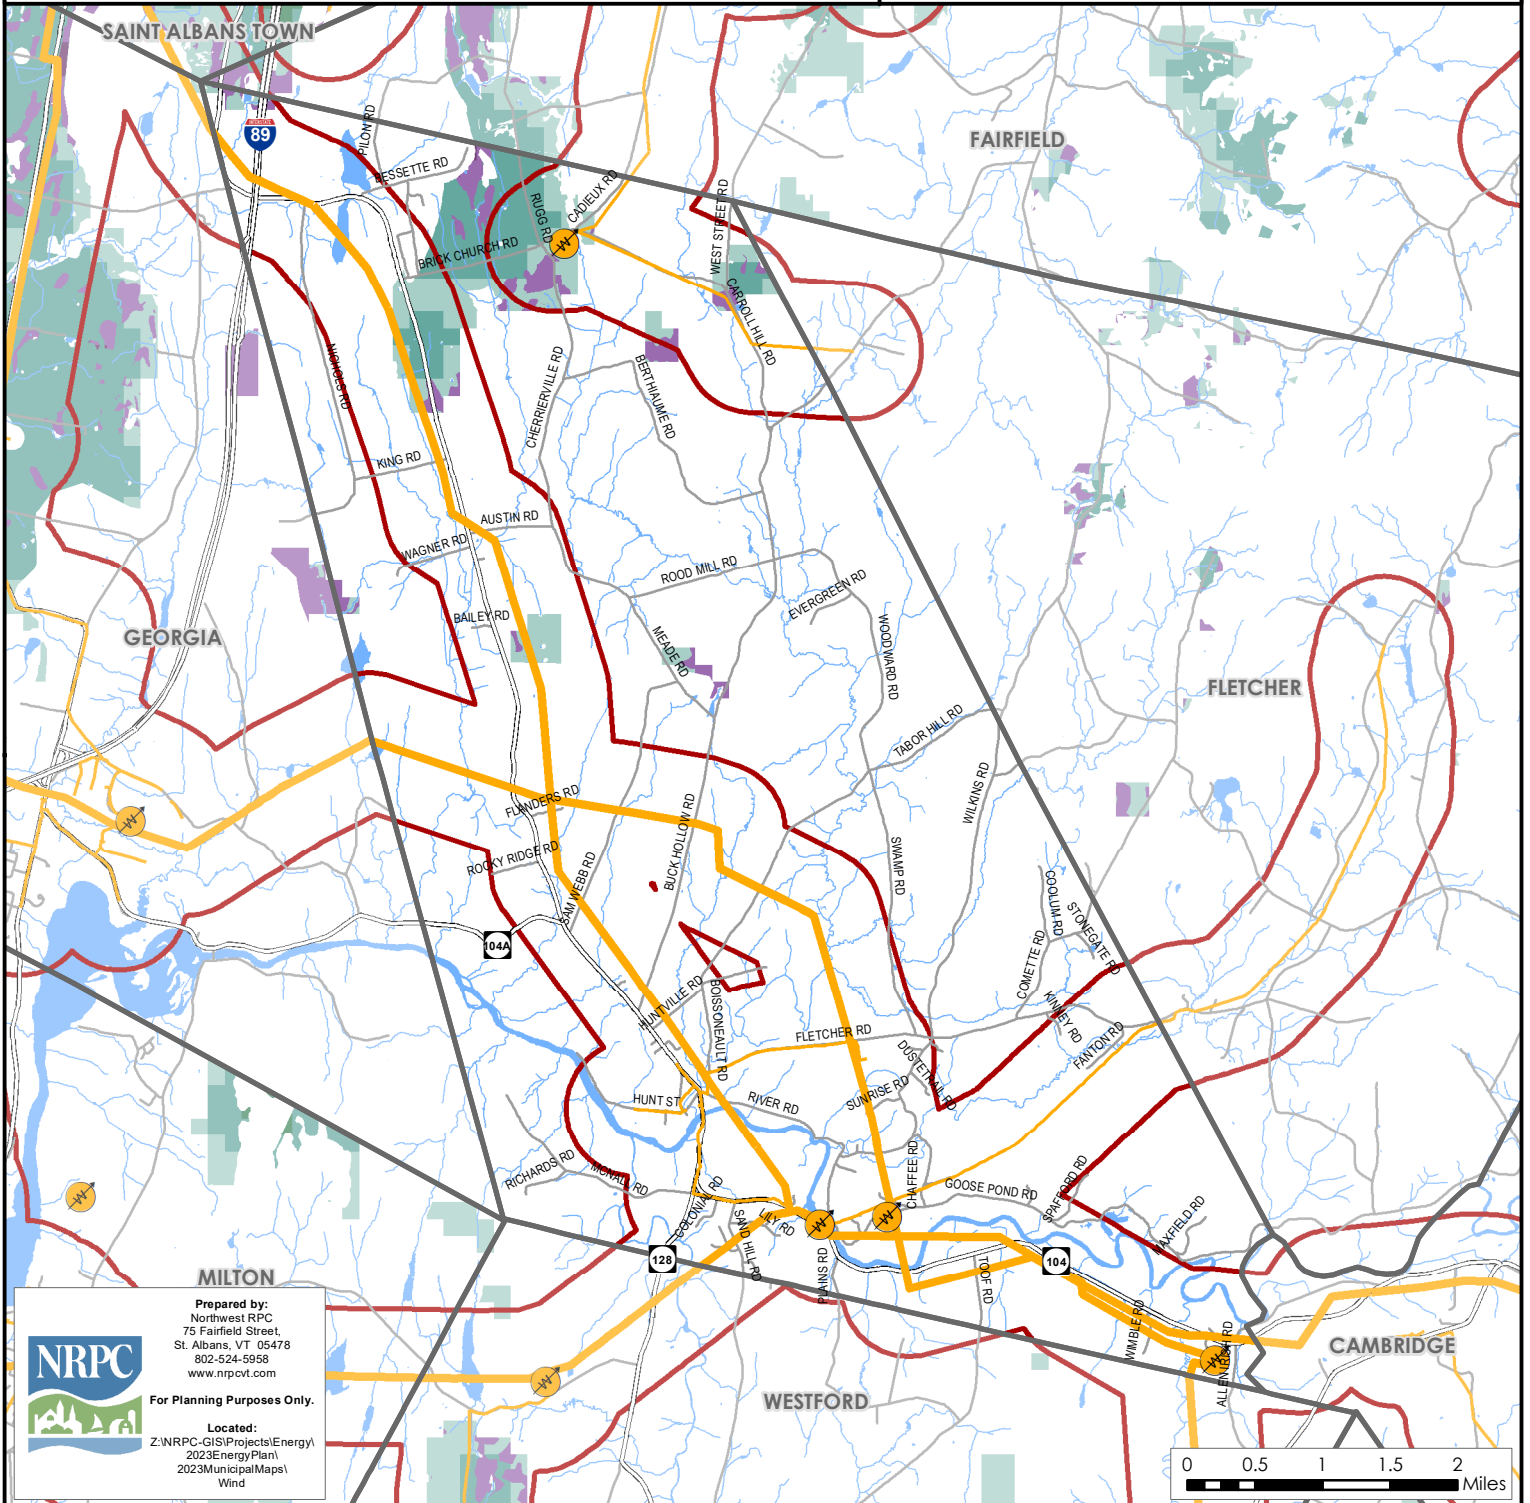 SAINT ALBANS TOWN
INTERSTATE
89
PILON RD
BESSETTE RD
FAIRFIELD
RUGG RD
CADIEUX RD
W
WEST STREET RD
BRICK CHURCH RD
CARROLL HILL RD
NICHOLS RD
CHERRIERVILLE RD
BERTHIAUME RD
KING RD
AUSTIN RD
WAGNER RD
ROOD MILL RD
EVERGREEN RD
BAILEY RD
GEORGIA
MEADE RD
WOODWARD RD
FLETCHER
TABOR HILL RD
WILKINS RD
W
FLANDERS RD
BUCK HOLLOW RD
ROCKY RIDGE RD
SAM WEBB RD
SWAMP RD
COOLUM RD
STONEGATE RD
104A
COMETTE RD
HUNTVILLE RD
BOISSONEAULT RD
KINNEY RD
FLETCHER RD
FANTON RD
DUSTETRAIL RD
SUNRISE RD
HUNT ST
RIVER RD
RICHARDS RD
MCNALL RD
COLONIAL RD
CHAFFEE RD
GOOSE POND RD
SPAFFORD RD
MAXFIELD RD
W
LILY RD
SAND HILL RD
W
W
128
PLAINS RD
TOOF RD
104
MILTON
WIMBLE RD
ALLEN IRISH RD
W
CAMBRIDGE
W
WESTFORD
NRPC
Prepared by:
Northwest RPC
75 Fairfield Street,
St. Albans, VT 05478
802-524-5958
www.nrpcvt.com
For Planning Purposes Only.
Located:
Z:\NRPC-GIS\Projects\Energy\
2023EnergyPlan\
2023MunicipalMaps\
Wind
0 0.5 1 1.5 2
Miles